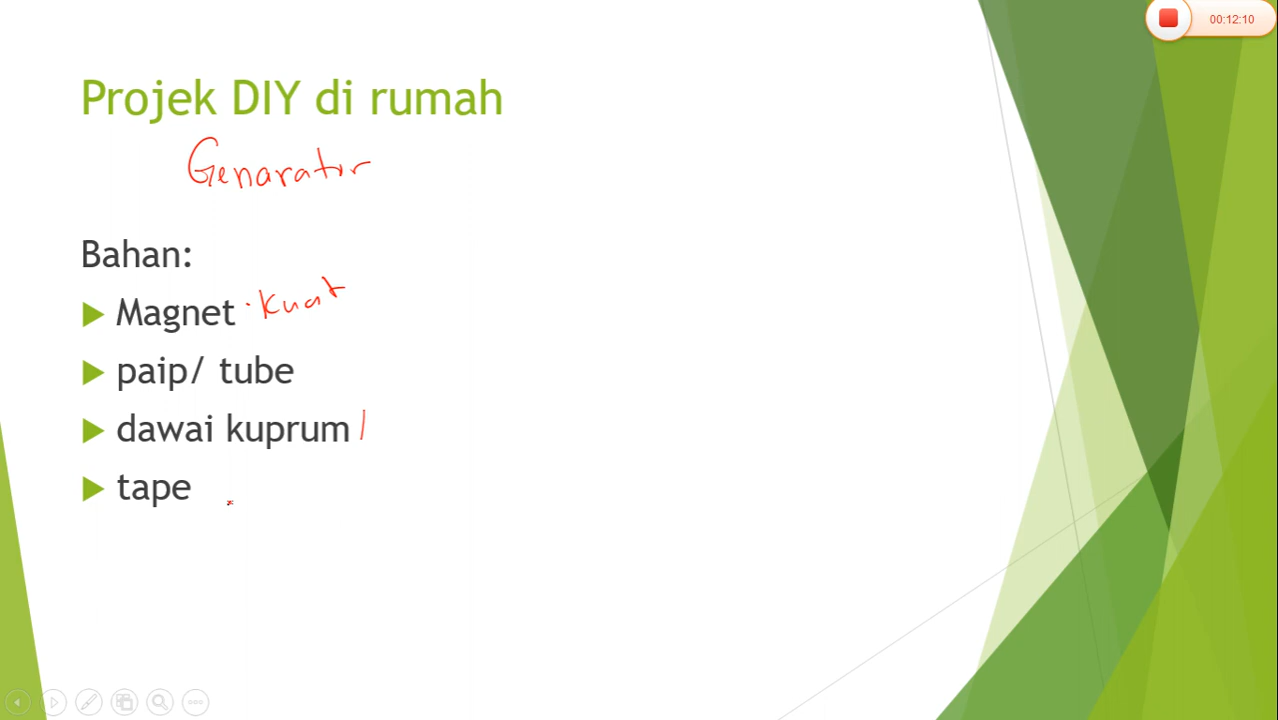 00:12:10
Projek DIY di rumah
Genarator
Bahan:
Magnet · Kuat
paip/ tube
dawai kuprum /
tape